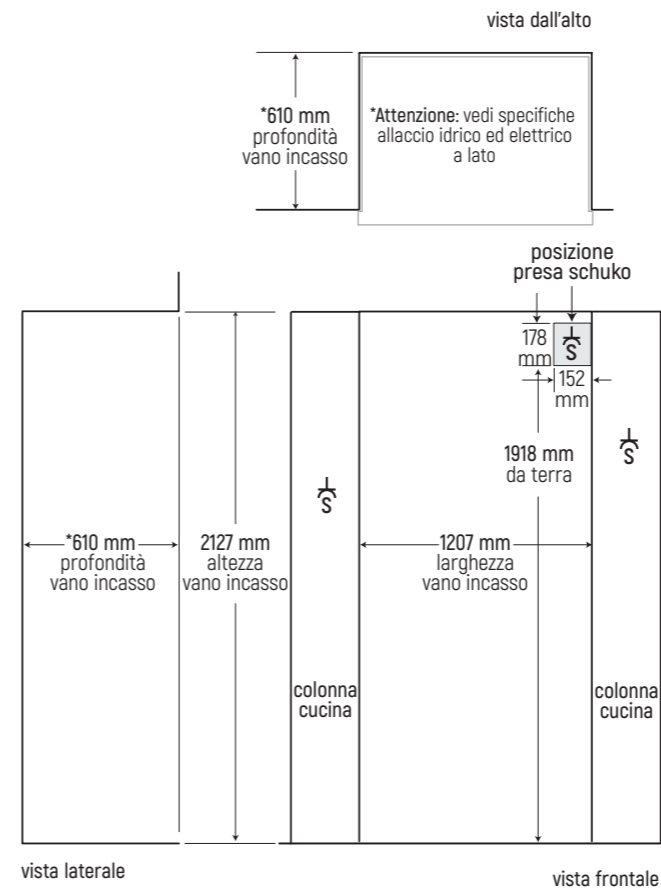 vista dall'alto
*610 mm
profondità
vano incasso
*Attenzione: vedi specifiche
allaccio idrico ed elettrico
a lato
posizione
presa schuko
178
mm
S
152
mm
S
1918 mm
da terra
S
*610 mm
profondità
vano incasso
2127 mm
altezza
vano incasso
1207 mm
larghezza
vano incasso
colonna
cucina
colonna
cucina
vista laterale
vista frontale